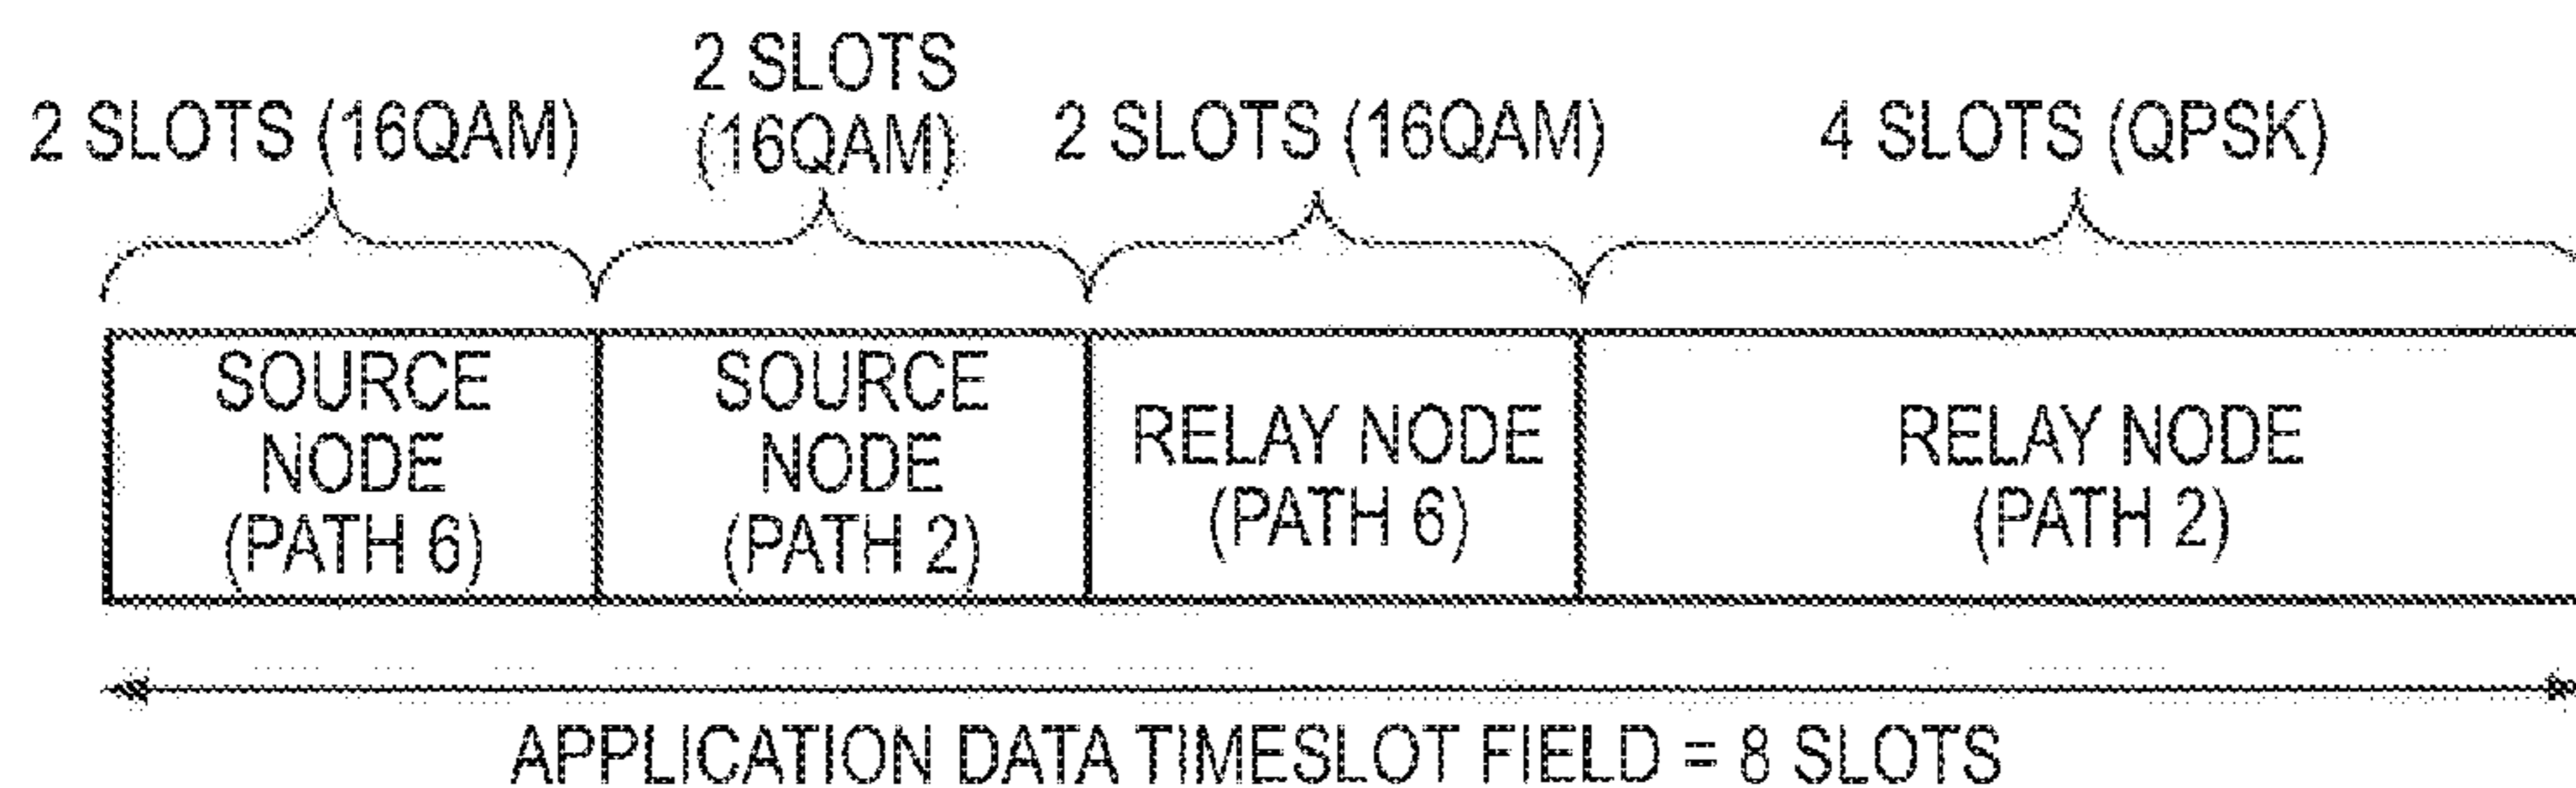 2 SLOTS (16QAM)
2 SLOTS
(16QAM)
2 SLOTS (16QAM)
4 SLOTS (QPSK)
SOURCE
NODE
(PATH 6)
SOURCE
NODE
(PATH 2)
RELAY NODE
(PATH 6)
RELAY NODE
(PATH 2)
APPLICATION DATA TIMESLOT FIELD = 8 SLOTS